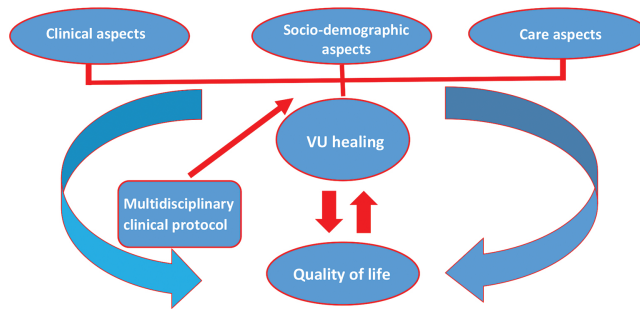 Clinical aspects
Socio-demographic
aspects
Care aspects
VU healing
Multidisciplinary
clinical protocol
Quality of life